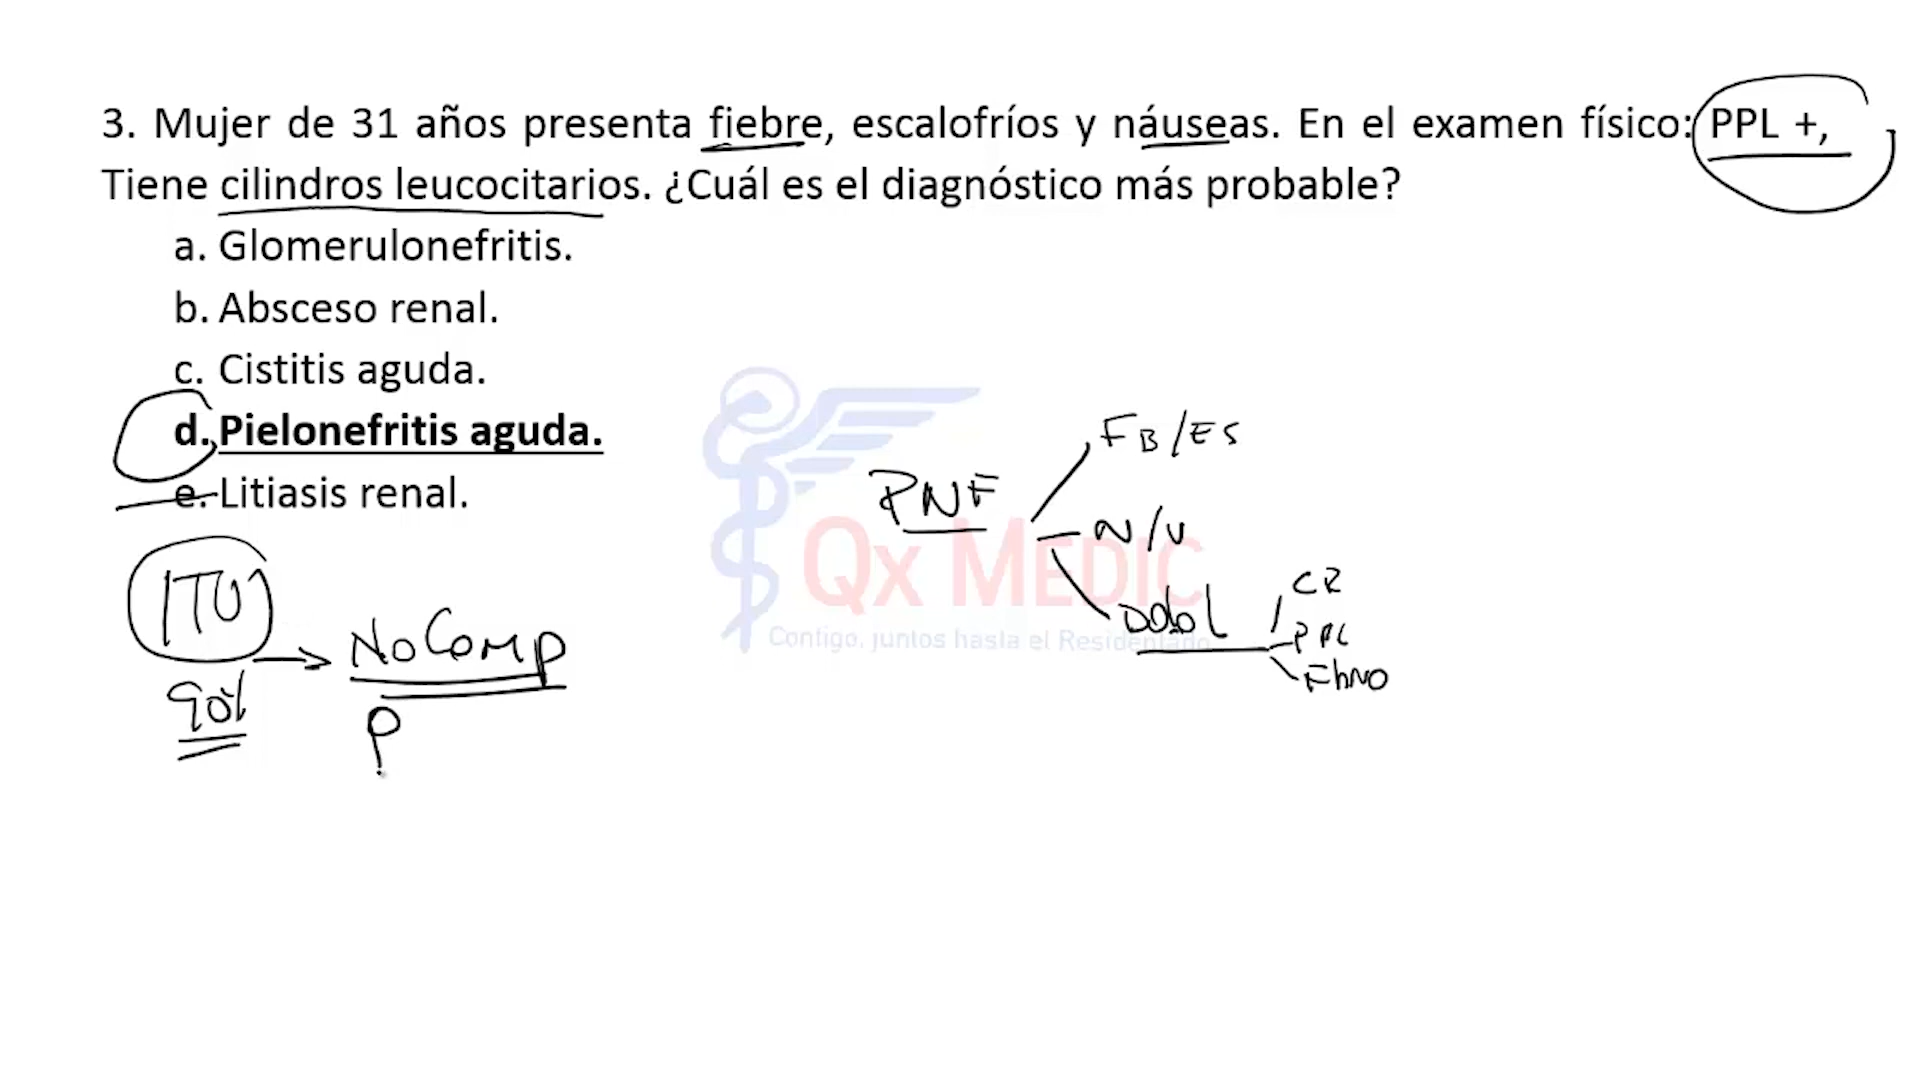 3. Mujer de 31 años presenta fiebre, escalofríos y náuseas. En el examen físico: PPL +,
Tiene cilindros leucocitarios. ¿Cuál es el diagnóstico más probable?
a. Glomerulonefritis.
b. Absceso renal.
c. Cistitis aguda.
d. Pielonefritis aguda.
e. Litiasis renal.
FB/ES
PNF
N/V
CR
PPL
ITU
NoComp
90%
P
Qx MEDIC
Contigo, juntos hasta el Residentado